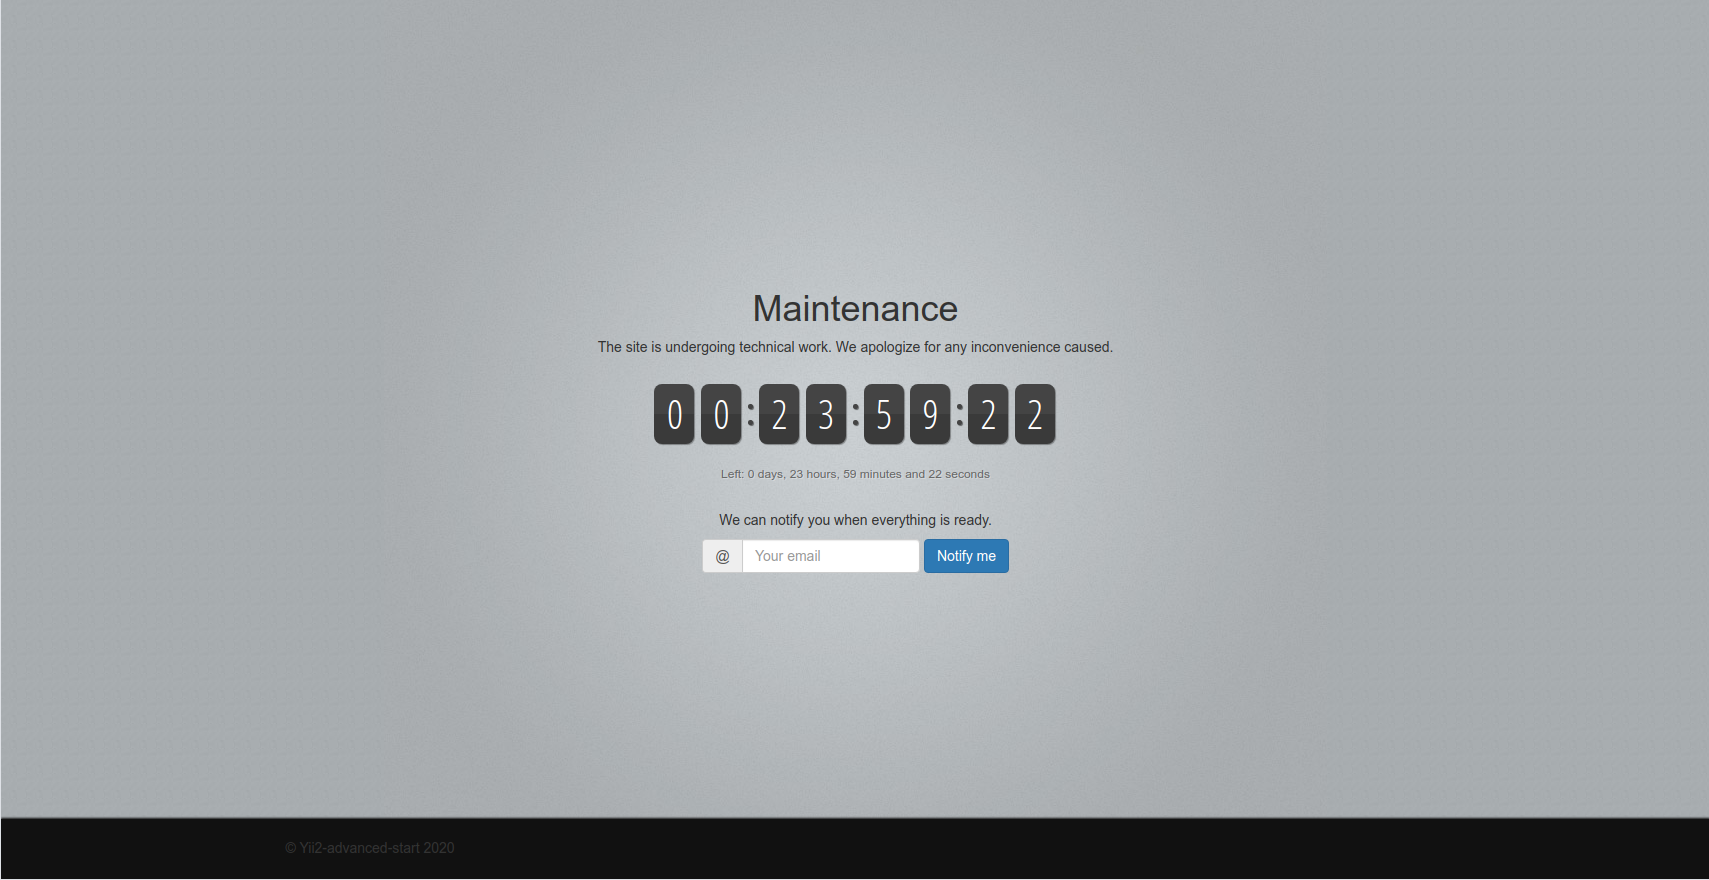 Maintenance
The site is undergoing technical work. We apologize for any inconvenience caused.
00:23:59:22
Left: 0 days, 23 hours, 59 minutes and 22 seconds
We can notify you when everything is ready.
@ Your email Notify me
© Yii2-advanced-start 2020